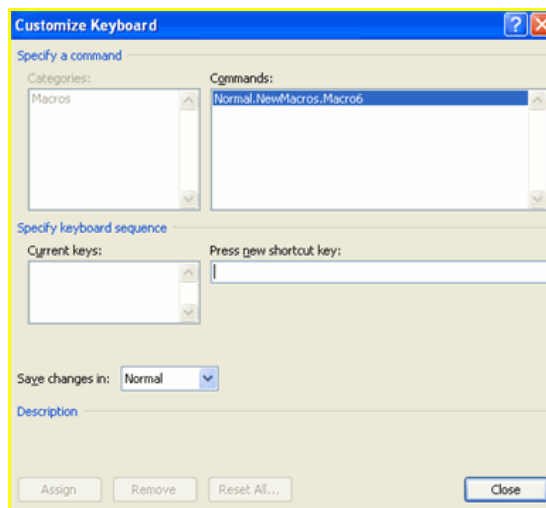 Customize Keyboard
Specify a command
Categories:
Commands:
Macros
Normal.NewMacros.Macro6
Specify keyboard sequence
Current keys:
Press new shortcut key:
Save changes in:
Normal
Description
Assign
Remove
Reset All...
Close